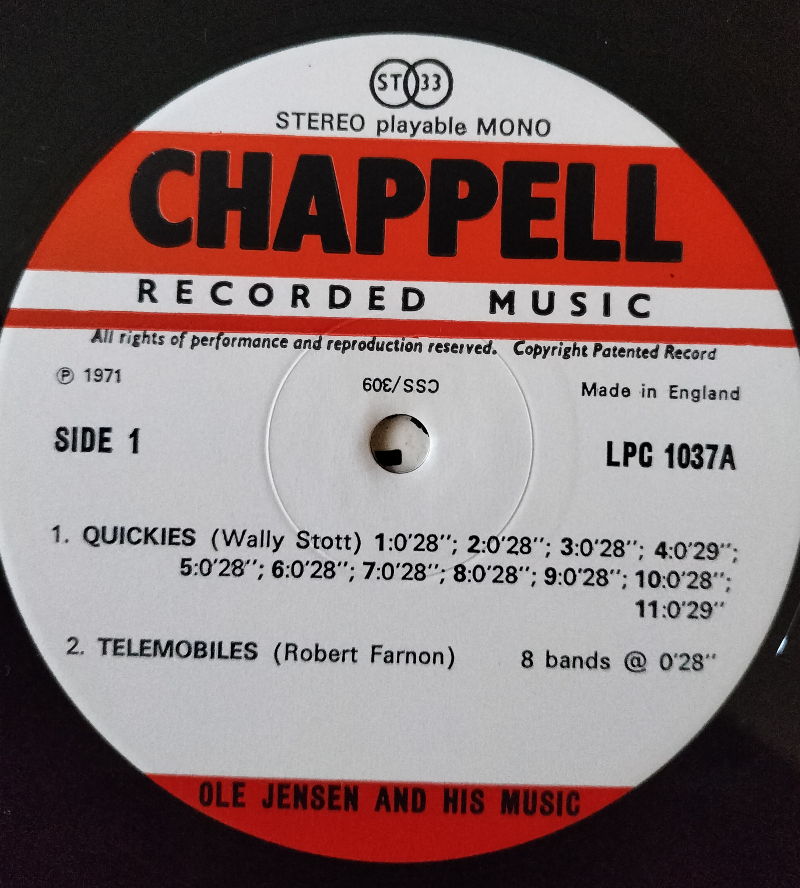 ST 33
STEREO playable MONO
CHAPPELL
RECORDED MUSIC
All rights of performance and reproduction reserved. Copyright Patented Record
℗ 1971
CSS/309
Made in England
SIDE 1
LPC 1037A
1. QUICKIES (Wally Stott) 1:0'28"; 2:0'28"; 3:0'28"; 4:0'29";
5:0'28"; 6:0'28"; 7:0'28"; 8:0'28"; 9:0'28"; 10:0'28";
11:0'29"
2. TELEMOBILES (Robert Farnon) 8 bands @ 0'28"
OLE JENSEN AND HIS MUSIC